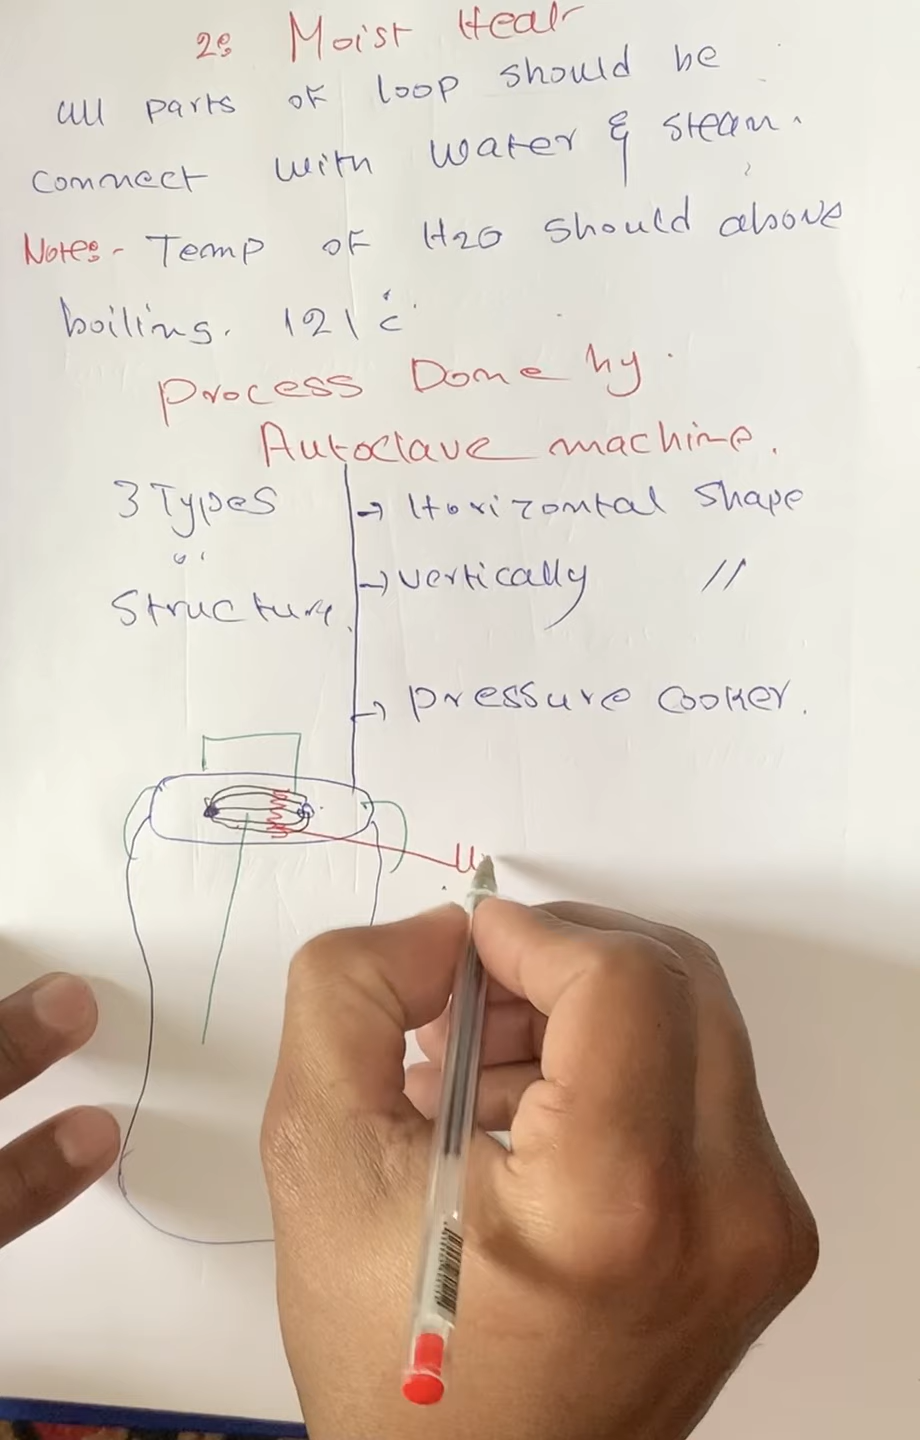 2: Moist Heat
all parts of loop should be
connect with water & steam.
Notes:- Temp of H2O should above
boiling. 121°c
Process Done by
Autoclave machine.
3 Types
→ Horizontal shape
→ vertically //
Structure
→ pressure cooker.